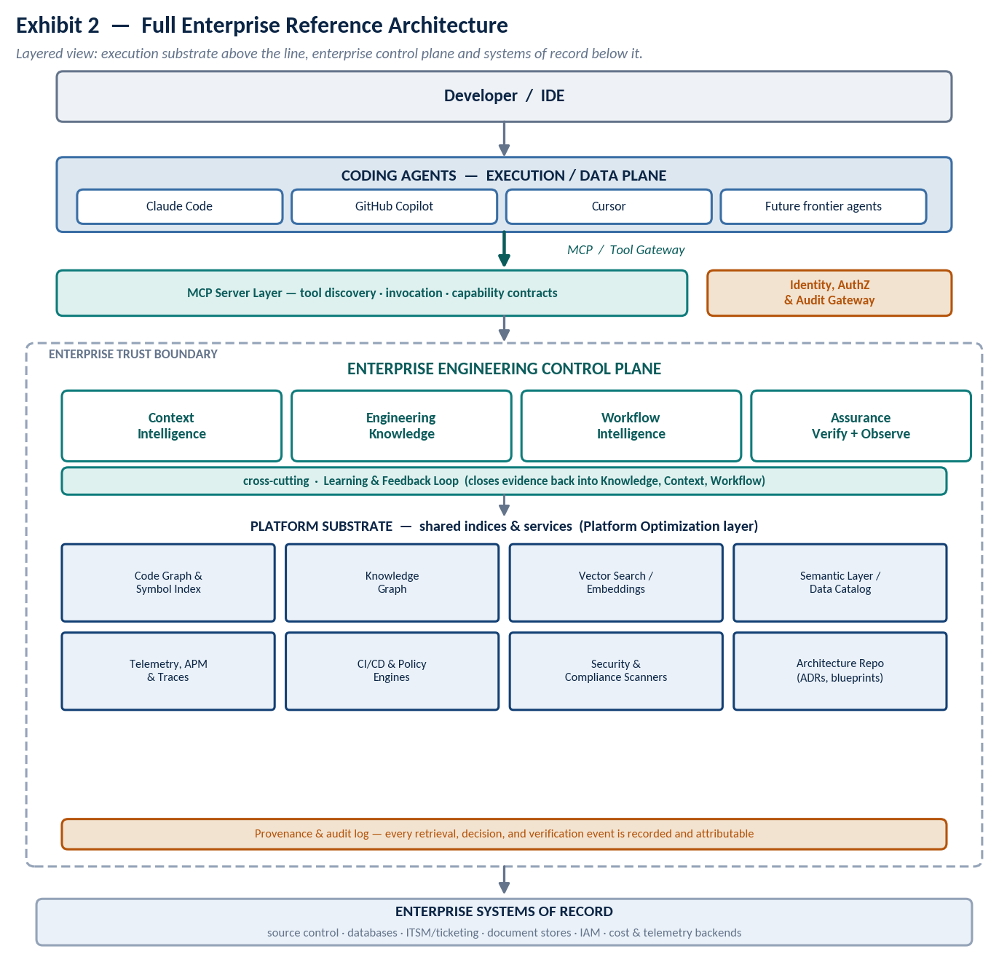 Exhibit 2 — Full Enterprise Reference Architecture
Layered view: execution substrate above the line, enterprise control plane and systems of record below it.
Developer / IDE
CODING AGENTS — EXECUTION / DATA PLANE
Claude Code
GitHub Copilot
Cursor
Future frontier agents
MCP / Tool Gateway
MCP Server Layer — tool discovery · invocation · capability contracts
Identity, AuthZ
& Audit Gateway
ENTERPRISE TRUST BOUNDARY
ENTERPRISE ENGINEERING CONTROL PLANE
Context
Intelligence
Engineering
Knowledge
Workflow
Intelligence
Assurance
Verify + Observe
cross-cutting · Learning & Feedback Loop (closes evidence back into Knowledge, Context, Workflow)
PLATFORM SUBSTRATE — shared indices & services (Platform Optimization layer)
Code Graph &
Symbol Index
Knowledge
Graph
Vector Search /
Embeddings
Semantic Layer /
Data Catalog
Telemetry, APM
& Traces
CI/CD & Policy
Engines
Security &
Compliance Scanners
Architecture Repo
(ADRs, blueprints)
Provenance & audit log — every retrieval, decision, and verification event is recorded and attributable
ENTERPRISE SYSTEMS OF RECORD
source control · databases · ITSM/ticketing · document stores · IAM · cost & telemetry backends